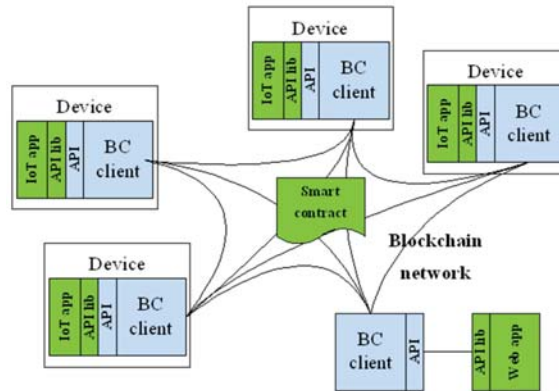 Device
IoT app
API lib
API
BC
client
Device
IoT app
API lib
API
BC
client
Device
IoT app
API lib
API
BC
client
Smart
contract
Blockchain
network
Device
IoT app
API lib
API
BC
client
BC
client
API
API lib
Web app